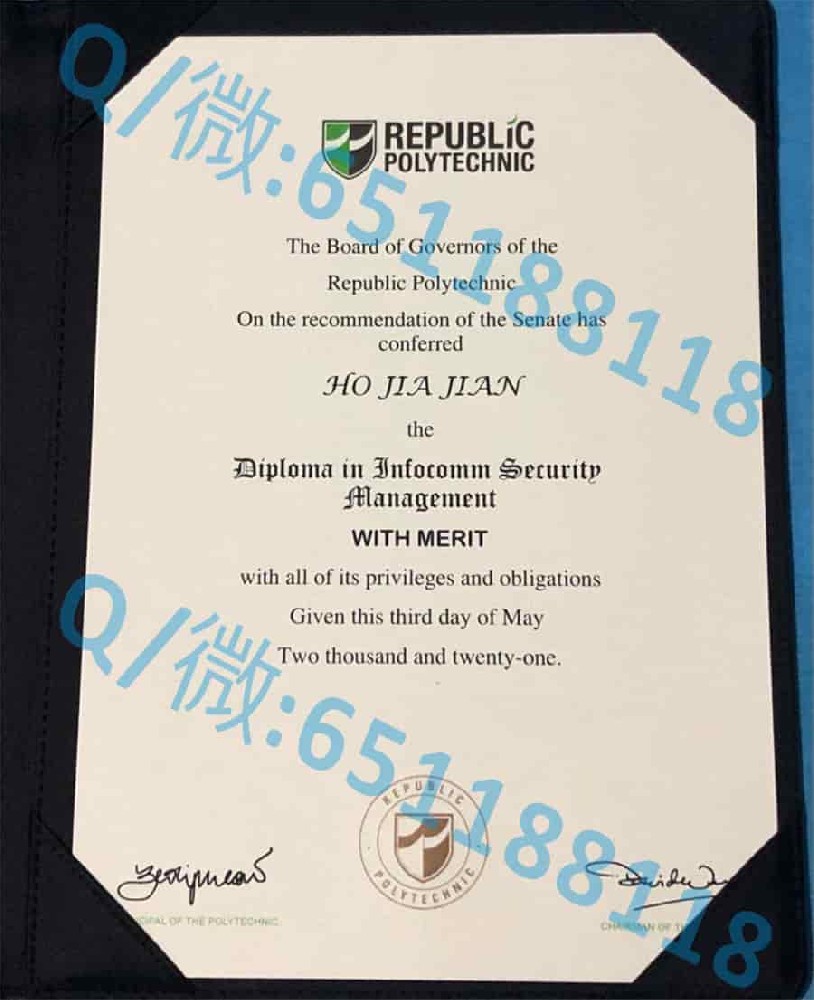 REPUBLIC
POLYTECHNIC
The Board of Governors of the
Republic Polytechnic
On the recommendation of the Senate has
conferred
HO JIA JIAN
the
Diploma in Infocomm Security
Management
WITH MERIT
with all of its privileges and obligations
Given this third day of May
Two thousand and twenty-one.
REPUBLIC
POLYTECHNIC
OF THE POLYTECHNIC
CHAIRMAN OF
Q/微:651188118
Q/微:651188118